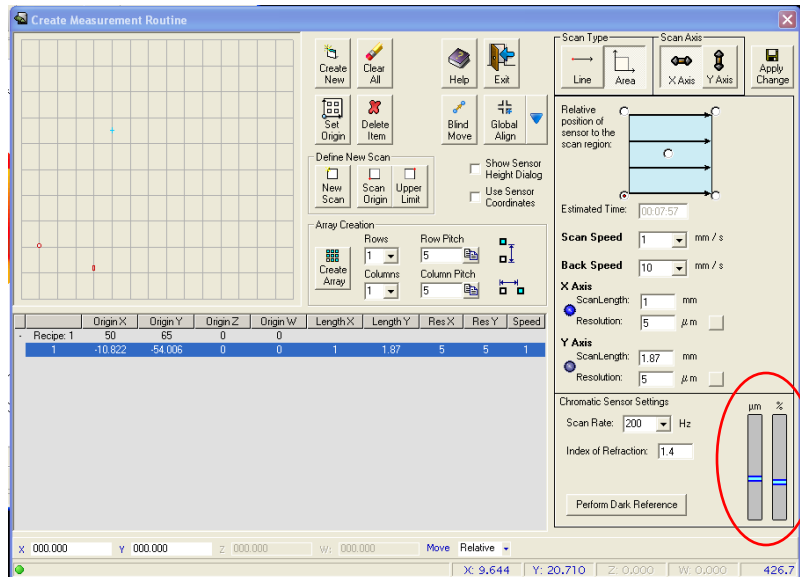 Create Measurement Routine
Create New
Clear All
Help
Exit
Set Origin
Delete Item
Blind Move
Global Align
Define New Scan
New Scan
Scan Origin
Upper Limit
Show Sensor Height Dialog
Use Sensor Coordinates
Array Creation
Create Array
Rows
1
Row Pitch
5
Columns
1
Column Pitch
5
Scan Type
Line
Area
Scan Axis
X Axis
Y Axis
Apply Change
Relative position of sensor to the scan region:
Estimated Time: 00:07:57
Scan Speed 1 mm / s
Back Speed 10 mm / s
X Axis
ScanLength: 1 mm
Resolution: 5 µm
Y Axis
ScanLength: 1.87 mm
Resolution: 5 µm
Chromatic Sensor Settings
Scan Rate: 200 Hz
Index of Refraction: 1.4
Perform Dark Reference
µm %
Origin X Origin Y Origin Z Origin W Length X Length Y Res X Res Y Speed
- Recipe: 1 50 65 0 0
1 -10.822 -54.006 0 0 1 1.87 5 5 1
X 000.000 Y 000.000 Z 000.000 W: 000.000 Move Relative
X: 9.644 Y: 20.710 Z: 0.000 W: 0.000 426.7